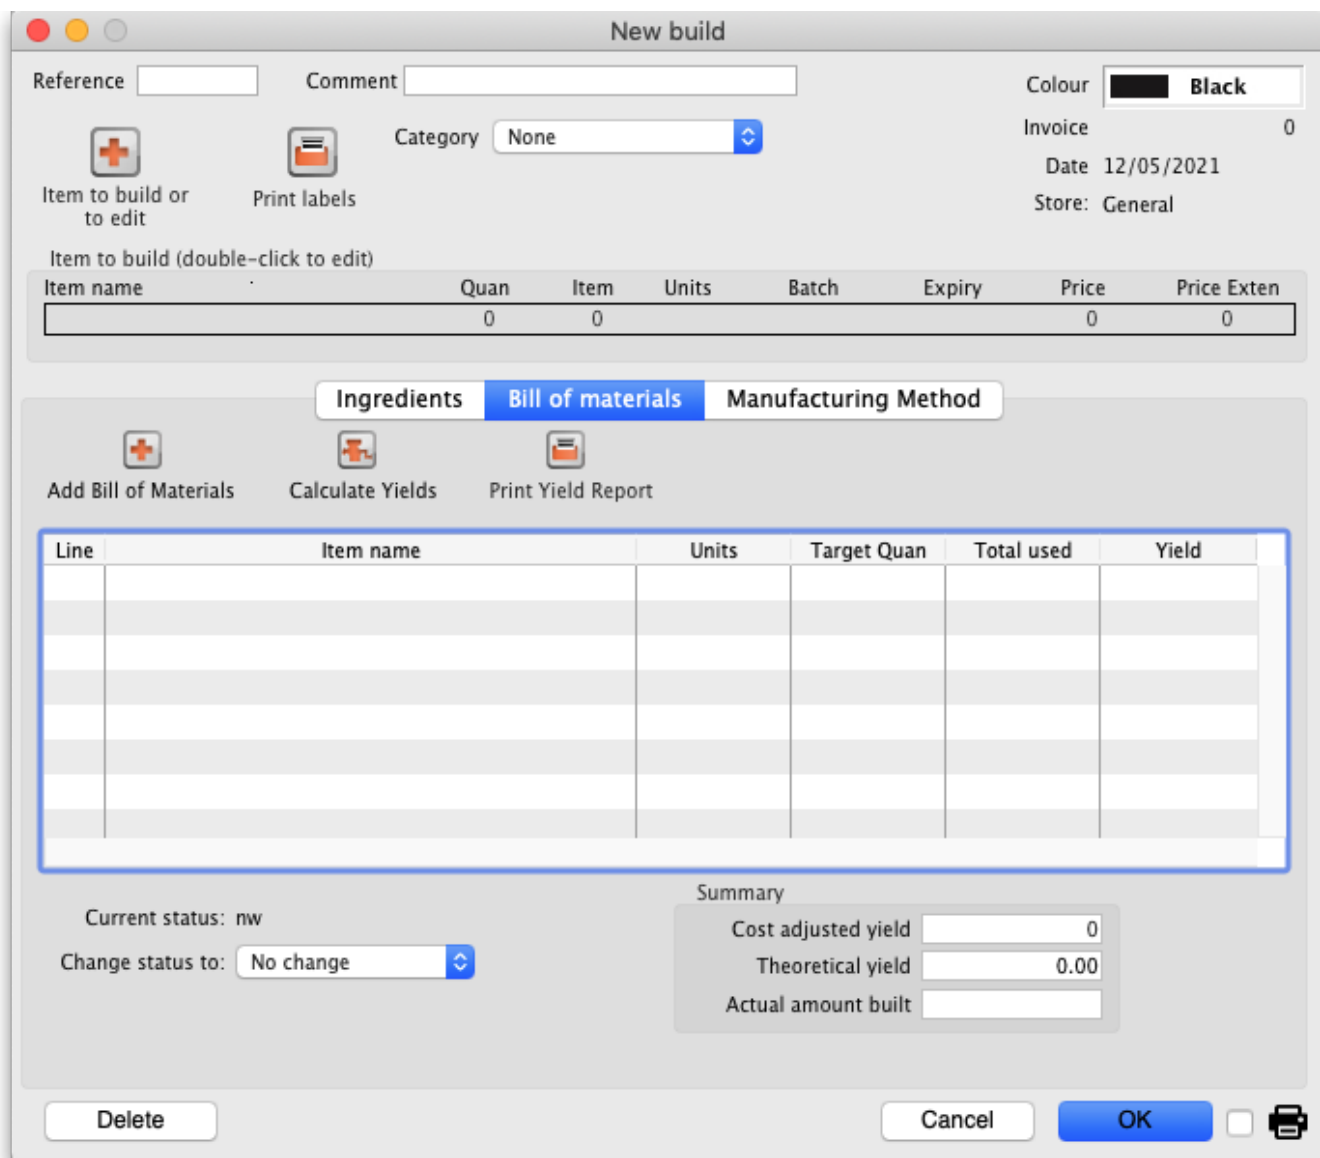 New build
Reference Comment Colour Black
Category None Invoice 0
Date 12/05/2021
Item to build or to edit Print labels Store: General
Item to build (double-click to edit)
Item name Quan Item Units Batch Expiry Price Price Exten
0 0 0 0
Ingredients Bill of materials Manufacturing Method
Add Bill of Materials Calculate Yields Print Yield Report
Line Item name Units Target Quan Total used Yield
Summary
Current status: nw Cost adjusted yield 0
Change status to: No change Theoretical yield 0.00
Actual amount built
Delete Cancel OK